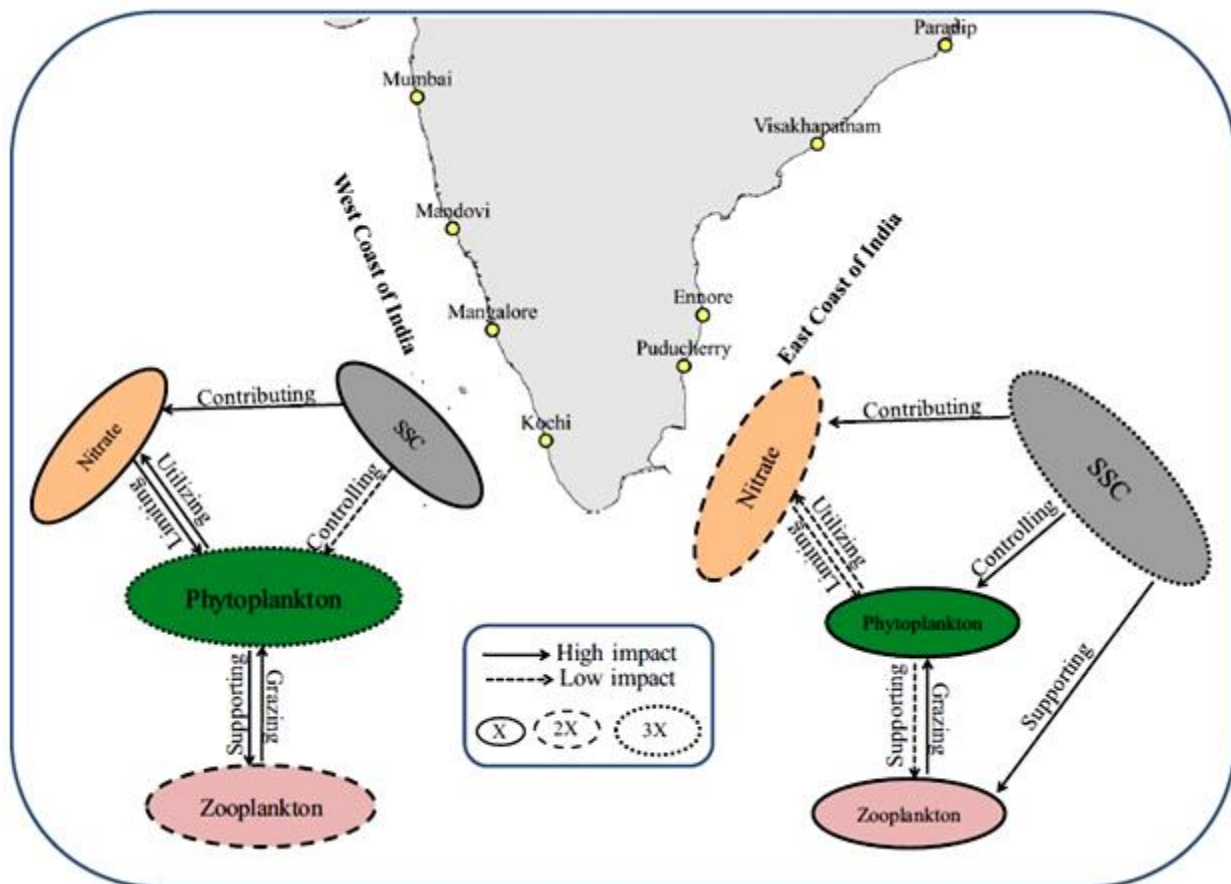 Paradip
Mumbai
Visakhapatnam
West Coast of India
Mandovi
East Coast of India
Ennore
Mangalore
Puducherry
Kochi
Contributing
Nitrate
SSC
Utilizing
Limiting
Controlling
Phytoplankton
Supporting
Grazing
Zooplankton
High impact
Low impact
X
2X
3X
Contributing
Nitrate
SSC
Utilizing
Limiting
Controlling
Phytoplankton
Supporting
Grazing
Supporting
Zooplankton